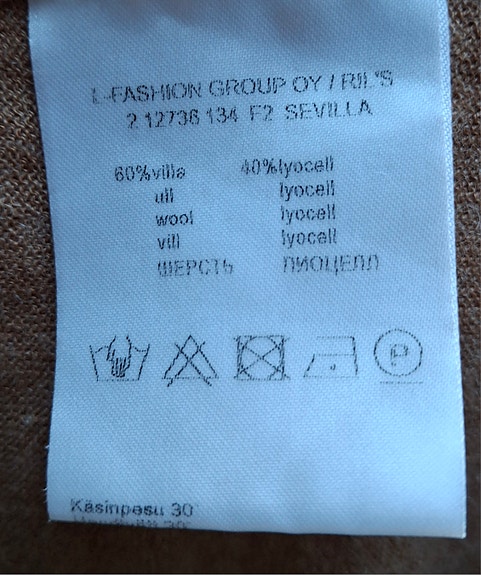 L-FASHION GROUP OY / RIL'S
2 12736 134 F2 SEVILLA
60%villa 40%lyocell
ull lyocell
wool lyocell
vill lyocell
ШЕРСТЬ ЛИОЦЕЛЛ
P
Käsinpesu 30°